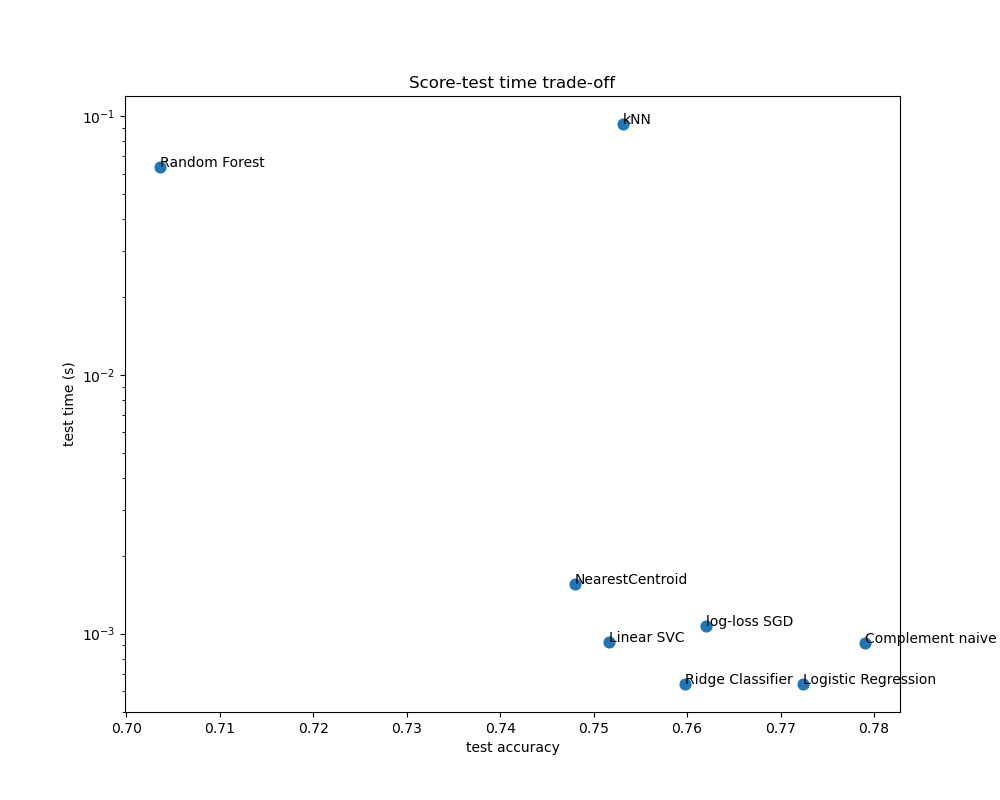 Score-test time trade-off
test time (s)
10⁻¹
10⁻²
10⁻³
kNN
Random Forest
NearestCentroid
log-loss SGD
Linear SVC
Complement naive
Ridge Classifier
Logistic Regression
0.70 0.71 0.72 0.73 0.74 0.75 0.76 0.77 0.78
test accuracy